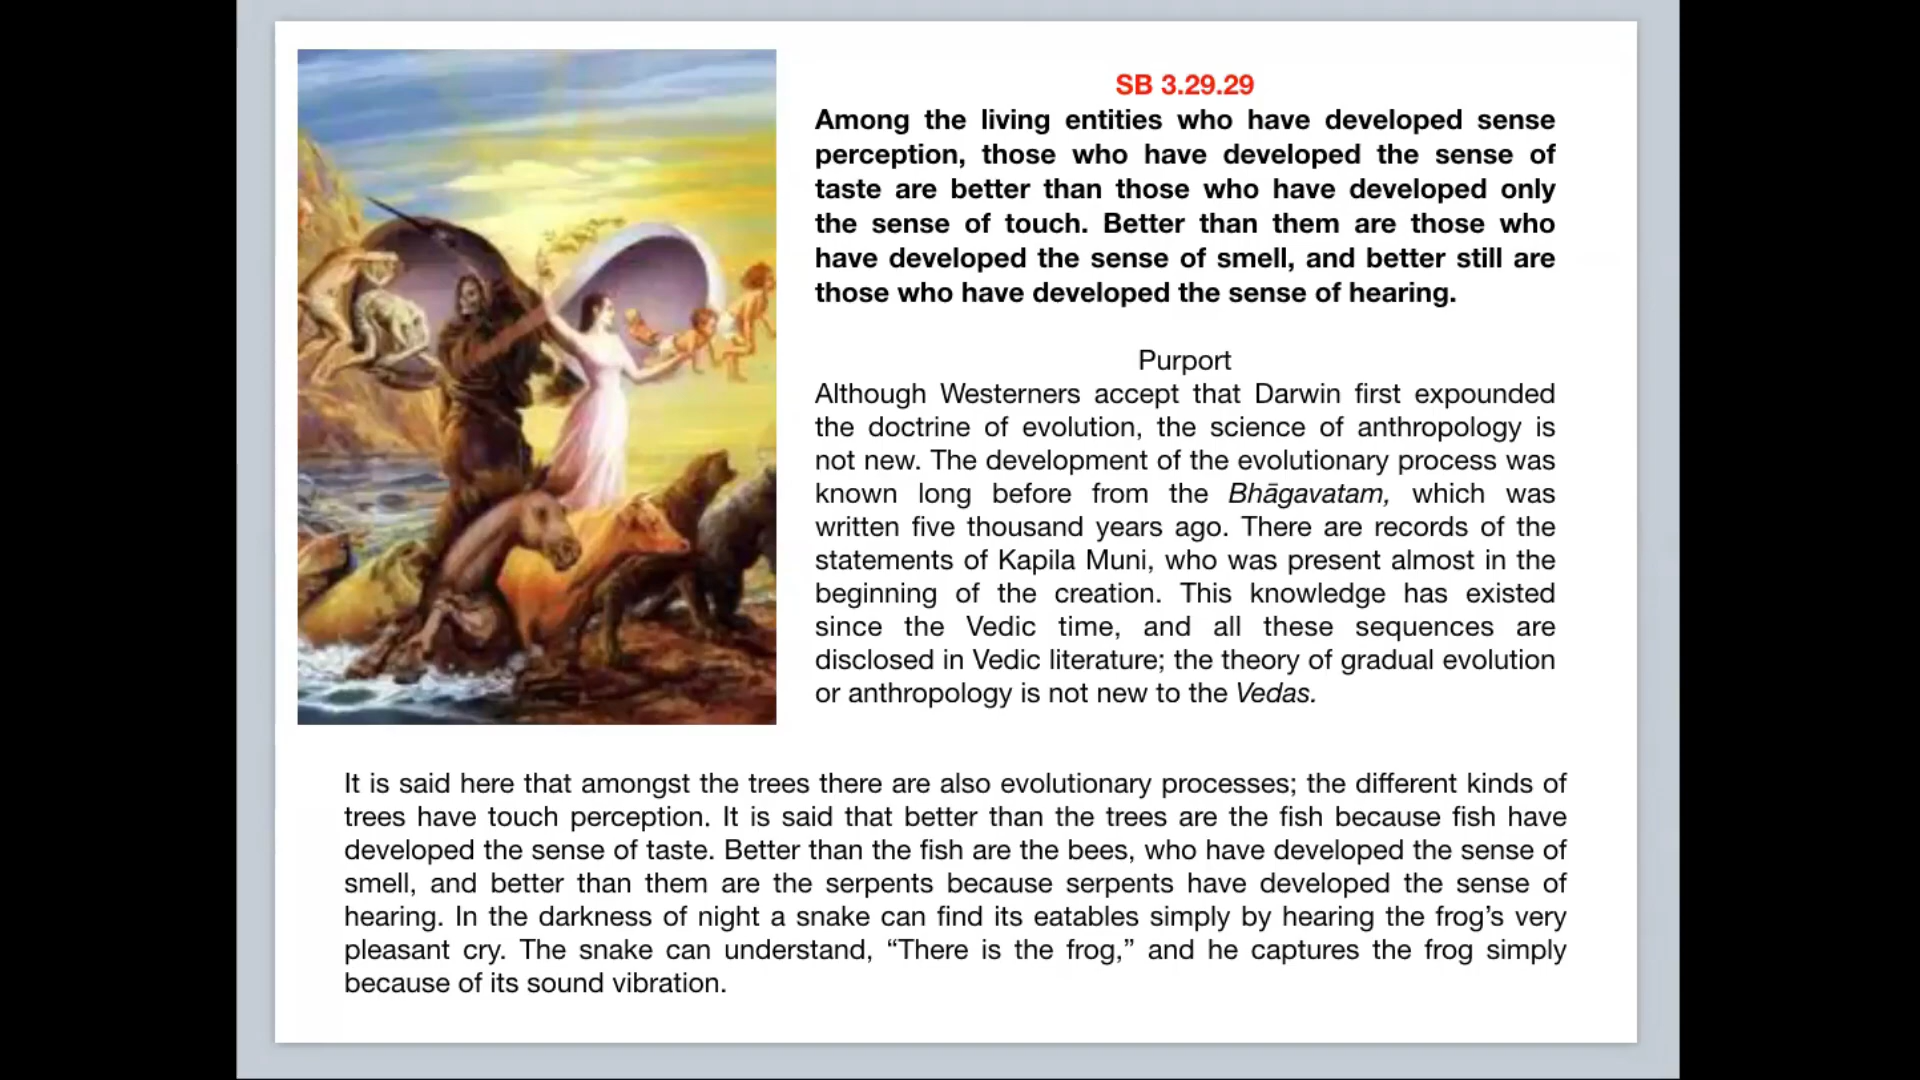 SB 3.29.29
Among the living entities who have developed sense
perception, those who have developed the sense of
taste are better than those who have developed only
the sense of touch. Better than them are those who
have developed the sense of smell, and better still are
those who have developed the sense of hearing.
Purport
Although Westerners accept that Darwin first expounded
the doctrine of evolution, the science of anthropology is
not new. The development of the evolutionary process was
known long before from the Bhāgavatam, which was
written five thousand years ago. There are records of the
statements of Kapila Muni, who was present almost in the
beginning of the creation. This knowledge has existed
since the Vedic time, and all these sequences are
disclosed in Vedic literature; the theory of gradual evolution
or anthropology is not new to the Vedas.
It is said here that amongst the trees there are also evolutionary processes; the different kinds of
trees have touch perception. It is said that better than the trees are the fish because fish have
developed the sense of taste. Better than the fish are the bees, who have developed the sense of
smell, and better than them are the serpents because serpents have developed the sense of
hearing. In the darkness of night a snake can find its eatables simply by hearing the frog’s very
pleasant cry. The snake can understand, “There is the frog,” and he captures the frog simply
because of its sound vibration.